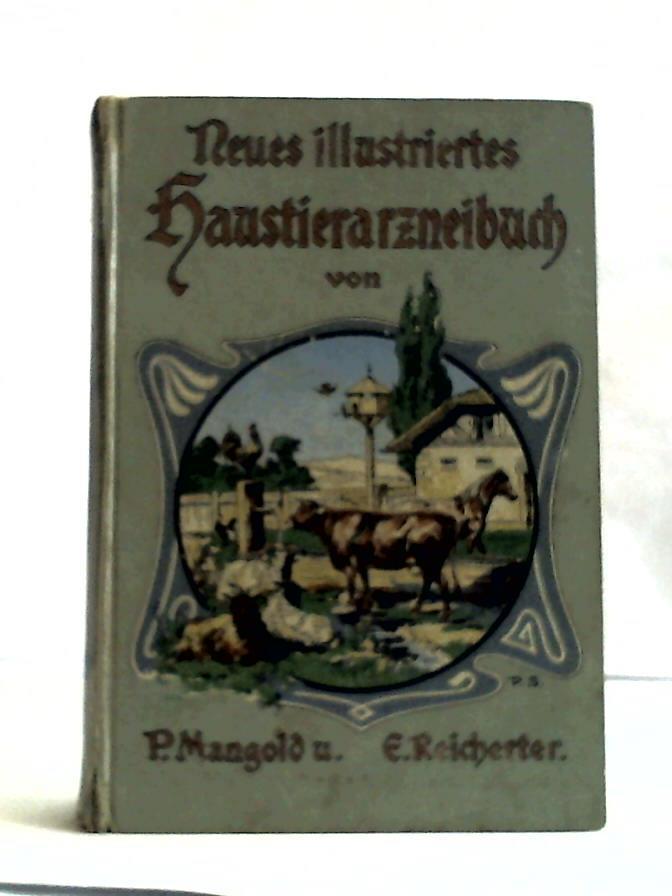 Neues illustriertes
Haustierarzneibuch
von
P. S.
P. Mangold u. E. Reicherter.